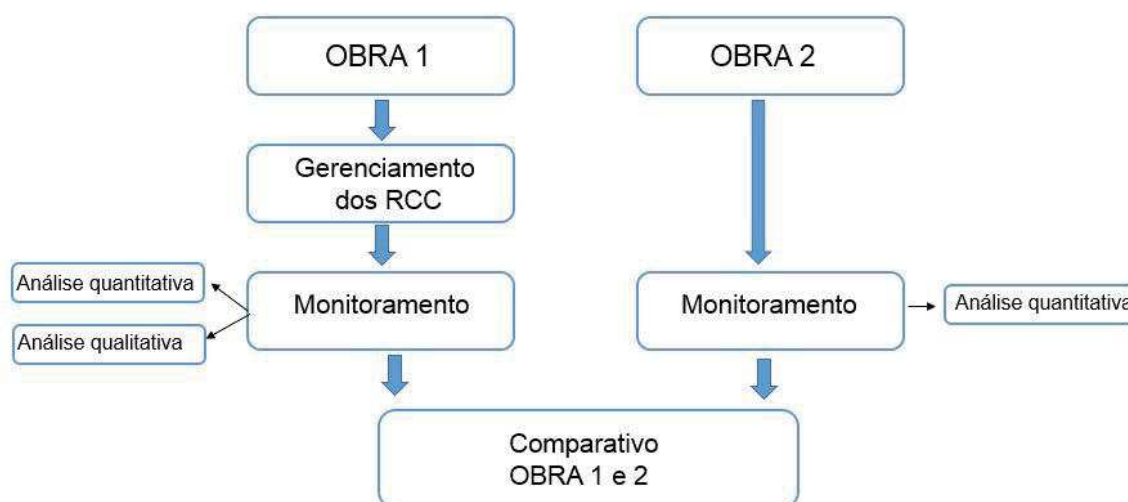 OBRA 1
OBRA 2
Gerenciamento
dos RCC
Análise quantitativa
Análise qualitativa
Monitoramento
Monitoramento
Análise quantitativa
Comparativo
OBRA 1 e 2